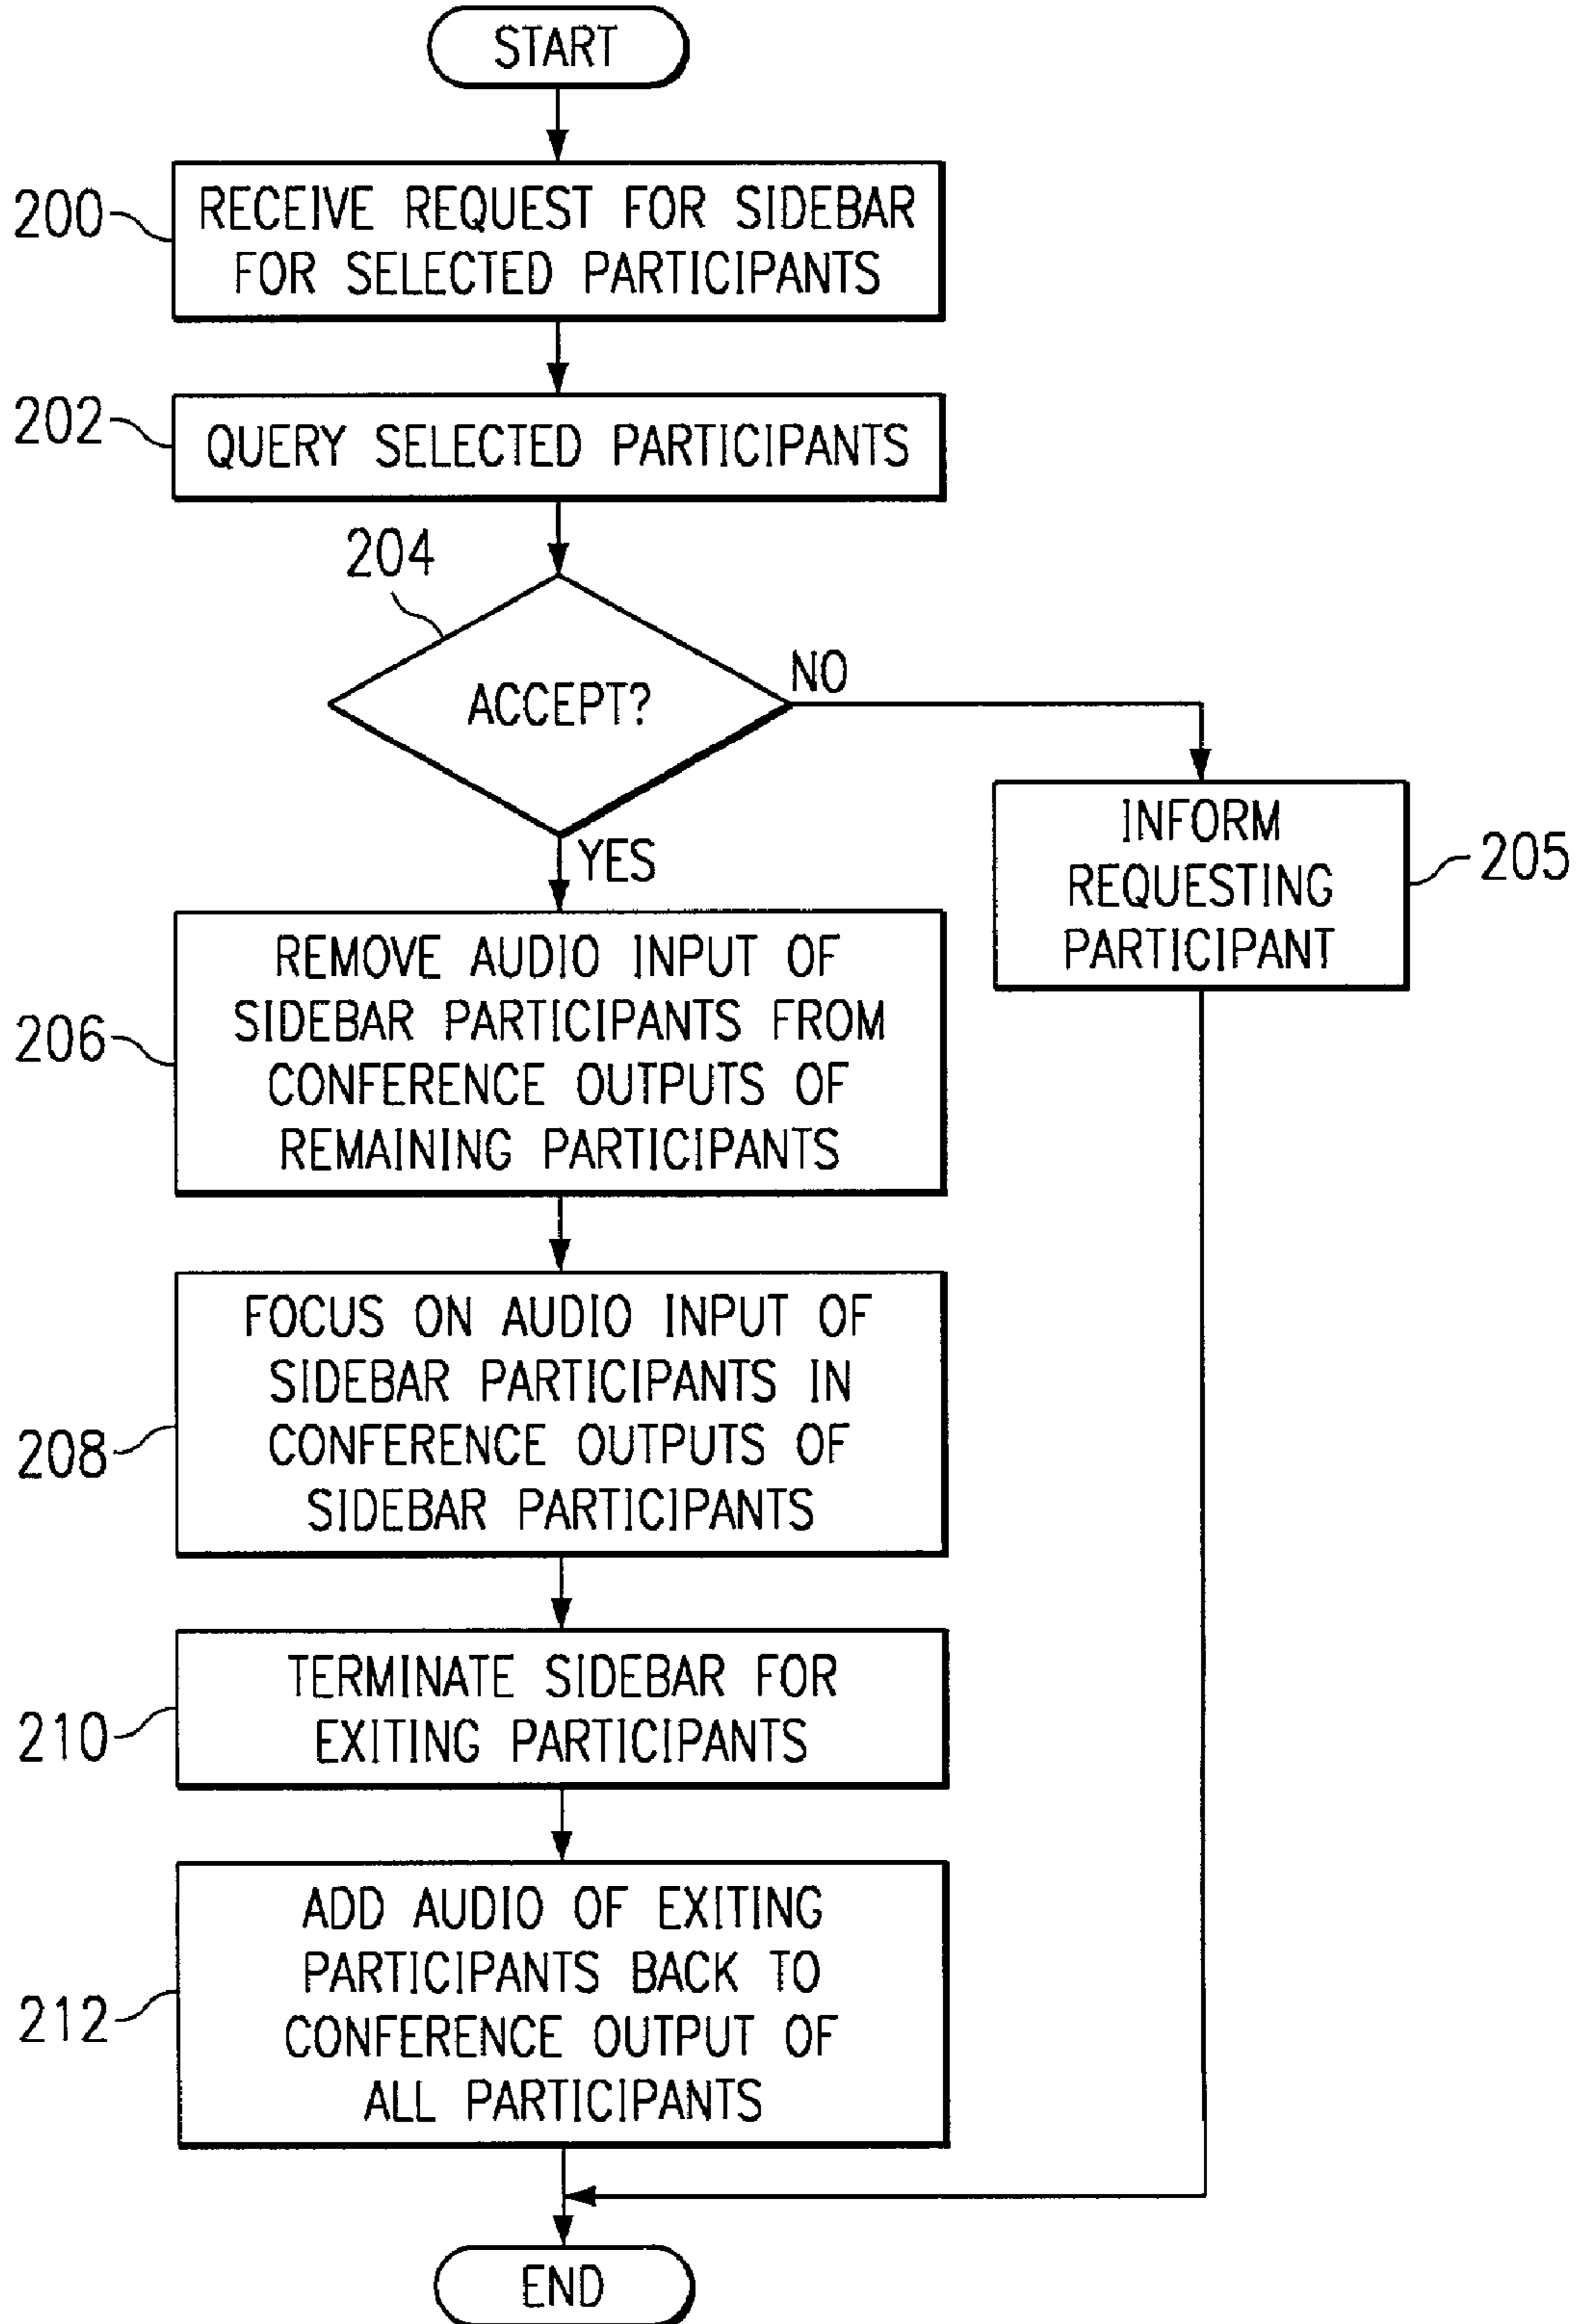 START
200
RECEIVE REQUEST FOR SIDEBAR
FOR SELECTED PARTICIPANTS
202
QUERY SELECTED PARTICIPANTS
204
ACCEPT?
NO
YES
INFORM
REQUESTING
PARTICIPANT
205
206
REMOVE AUDIO INPUT OF
SIDEBAR PARTICIPANTS FROM
CONFERENCE OUTPUTS OF
REMAINING PARTICIPANTS
208
FOCUS ON AUDIO INPUT OF
SIDEBAR PARTICIPANTS IN
CONFERENCE OUTPUTS OF
SIDEBAR PARTICIPANTS
210
TERMINATE SIDEBAR FOR
EXITING PARTICIPANTS
212
ADD AUDIO OF EXITING
PARTICIPANTS BACK TO
CONFERENCE OUTPUT OF
ALL PARTICIPANTS
END